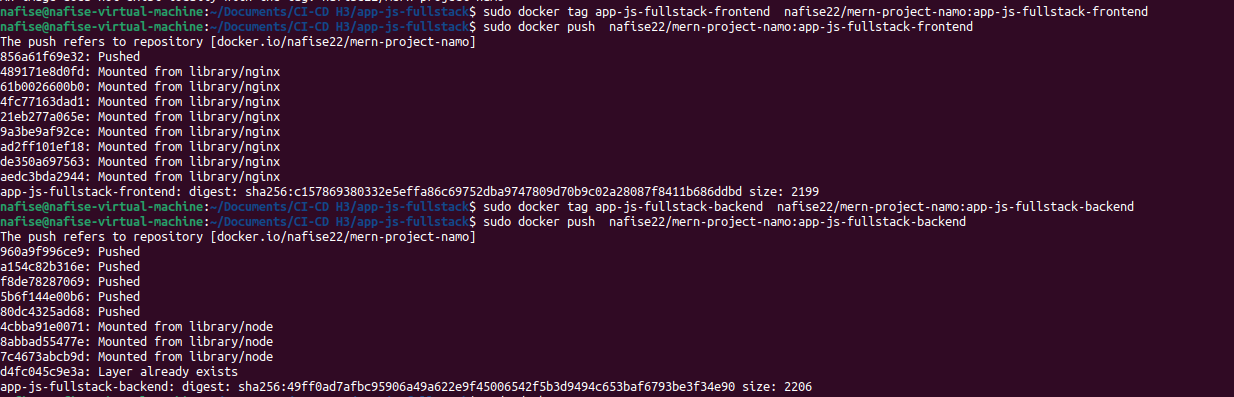 nafise@nafise-virtual-machine:~/Documents/CI-CD H3/app-js-fullstack$ sudo docker tag app-js-fullstack-frontend  nafise22/mern-project-namo:app-js-fullstack-frontend
nafise@nafise-virtual-machine:~/Documents/CI-CD H3/app-js-fullstack$ sudo docker push  nafise22/mern-project-namo:app-js-fullstack-frontend
The push refers to repository [docker.io/nafise22/mern-project-namo]
856a61f69e32: Pushed
489171e8d0fd: Mounted from library/nginx
61b0026600b0: Mounted from library/nginx
4fc77163dad1: Mounted from library/nginx
21eb277a065e: Mounted from library/nginx
9a3be9af92ce: Mounted from library/nginx
ad2ff101ef18: Mounted from library/nginx
de350a697563: Mounted from library/nginx
aedc3bda2944: Mounted from library/nginx
app-js-fullstack-frontend: digest: sha256:c157869380332e5effa86c69752dba9747809d70b9c02a28087f8411b686ddbd size: 2199
nafise@nafise-virtual-machine:~/Documents/CI-CD H3/app-js-fullstack$ sudo docker tag app-js-fullstack-backend  nafise22/mern-project-namo:app-js-fullstack-backend
nafise@nafise-virtual-machine:~/Documents/CI-CD H3/app-js-fullstack$ sudo docker push  nafise22/mern-project-namo:app-js-fullstack-backend
The push refers to repository [docker.io/nafise22/mern-project-namo]
960a9f996ce9: Pushed
a154c82b316e: Pushed
f8de78287069: Pushed
5b6f144e00b6: Pushed
80dc4325ad68: Pushed
4cbba91e0071: Mounted from library/node
8abbad55477e: Mounted from library/node
7c4673abcb9d: Mounted from library/node
d4fc045c9e3a: Layer already exists
app-js-fullstack-backend: digest: sha256:49ff0ad7afbc95906a49a622e9f45006542f5b3d9494c653baf6793be3f34e90 size: 2206